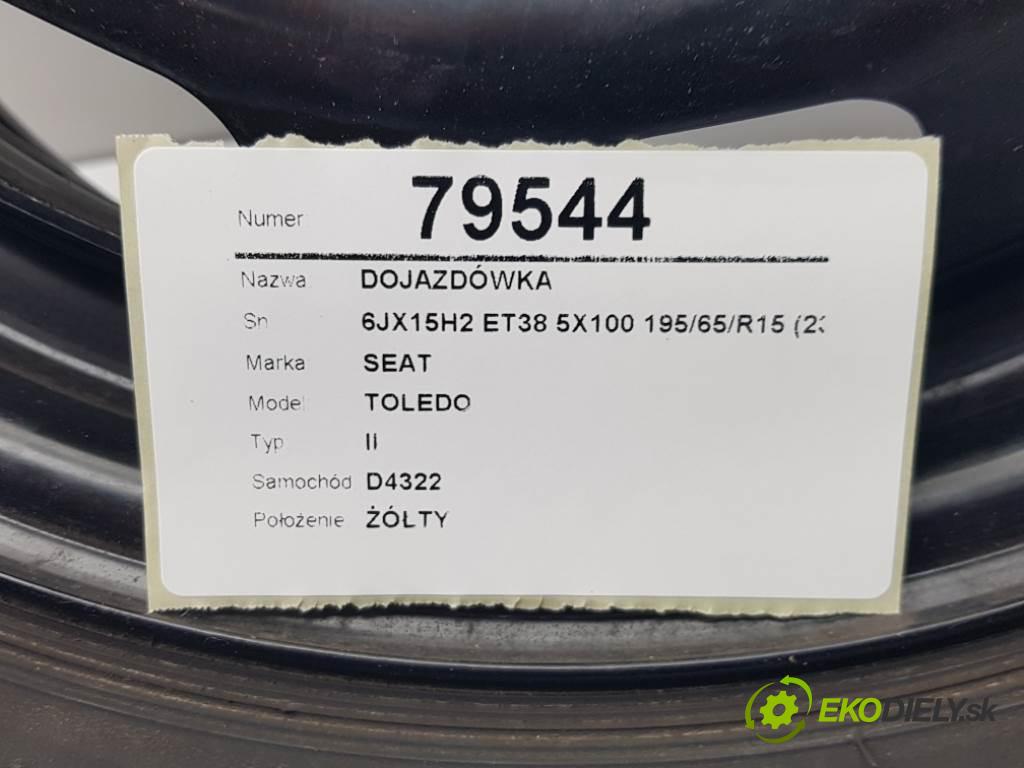 Numer 79544
Nazwa DOJAZDÓWKA
Sn 6JX15H2 ET38 5X100 195/65/R15 (23
Marka SEAT
Model TOLEDO
Typ II
Samochód D4322
Położenie ŻÓŁTY
EKODIELY.sk